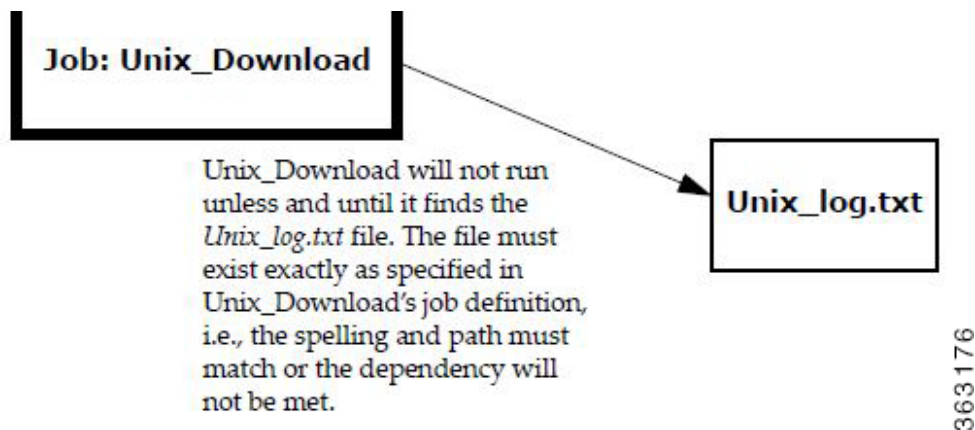 Job: Unix_Download
Unix_log.txt
Unix_Download will not run
unless and until it finds the
Unix_log.txt file. The file must
exist exactly as specified in
Unix_Download's job definition,
i.e., the spelling and path must
match or the dependency will
not be met.
363176